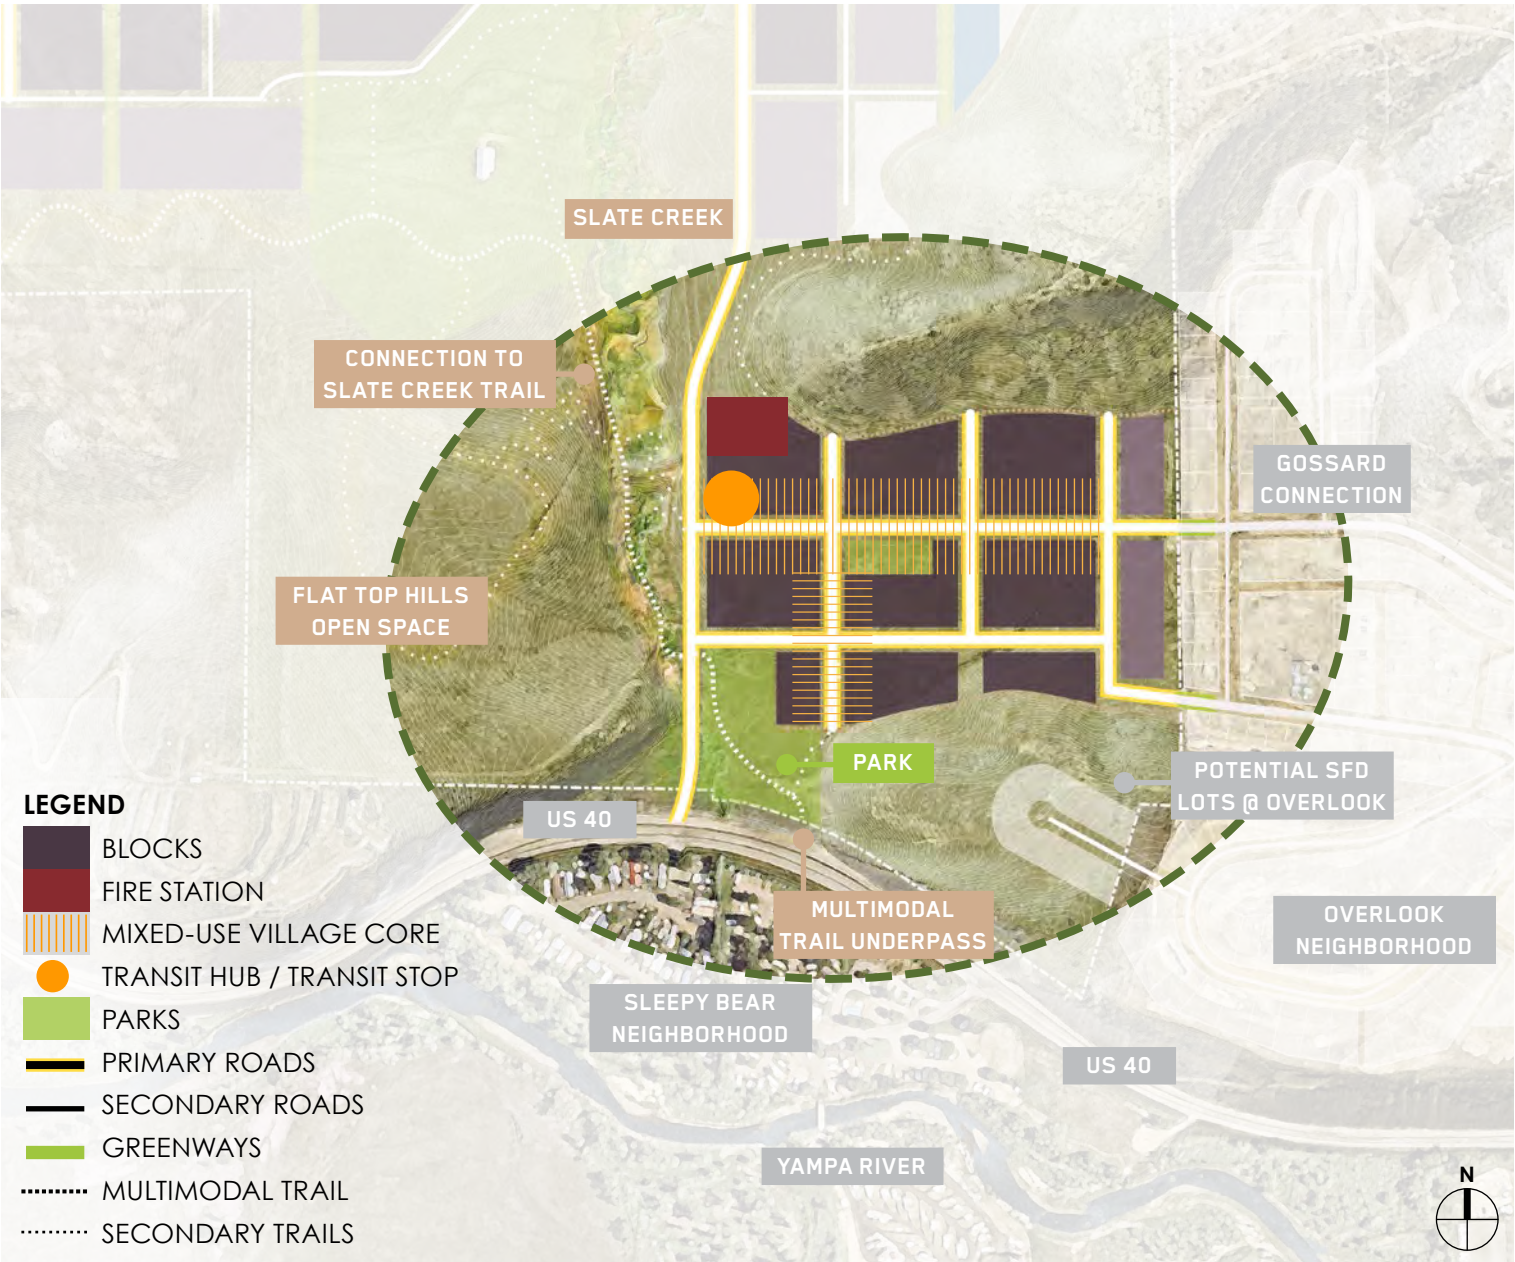 SLATE CREEK
CONNECTION TO
SLATE CREEK TRAIL
GOSSARD
CONNECTION
FLAT TOP HILLS
OPEN SPACE
PARK
POTENTIAL SFD
LOTS @ OVERLOOK
US 40
MULTIMODAL
TRAIL UNDERPASS
OVERLOOK
NEIGHBORHOOD
SLEEPY BEAR
NEIGHBORHOOD
US 40
YAMPA RIVER
N
LEGEND
BLOCKS
FIRE STATION
MIXED-USE VILLAGE CORE
TRANSIT HUB / TRANSIT STOP
PARKS
PRIMARY ROADS
SECONDARY ROADS
GREENWAYS
MULTIMODAL TRAIL
SECONDARY TRAILS